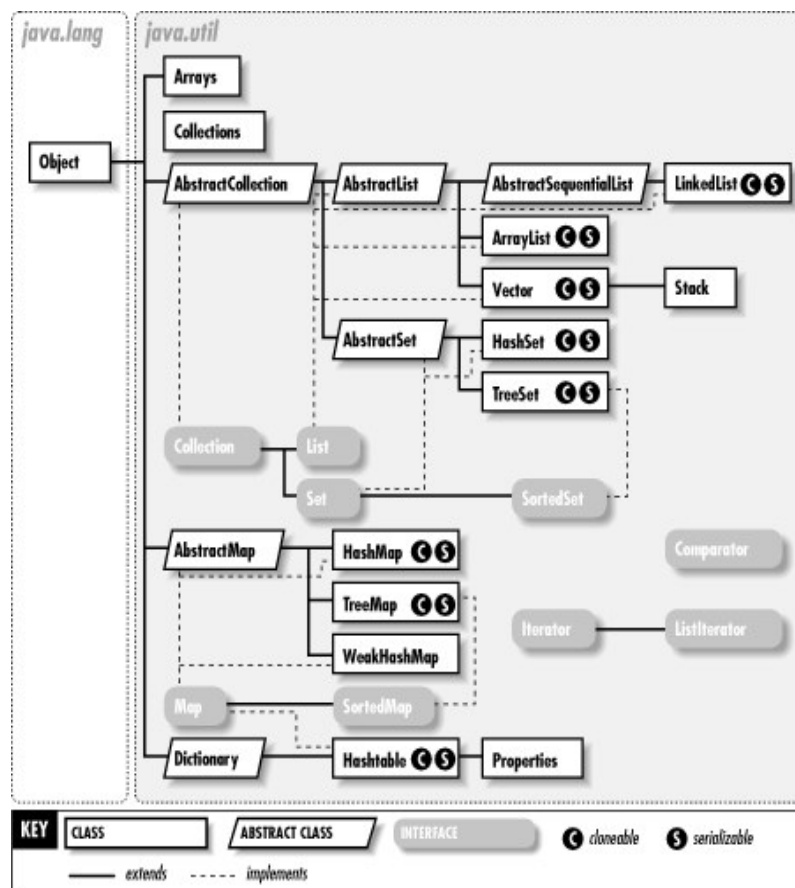 java.lang
java.util
Arrays
Collections
Object
AbstractCollection
AbstractList
AbstractSequentialList
LinkedList C S
ArrayList C S
Vector C S
Stack
AbstractSet
HashSet C S
TreeSet C S
Collection
List
Set
SortedSet
AbstractMap
HashMap C S
Comparator
TreeMap C S
Iterator
ListIterator
WeakHashMap
Map
SortedMap
Dictionary
Hashtable C S
Properties
KEY
CLASS
ABSTRACT CLASS
INTERFACE
C cloneable
S serializable
extends
implements